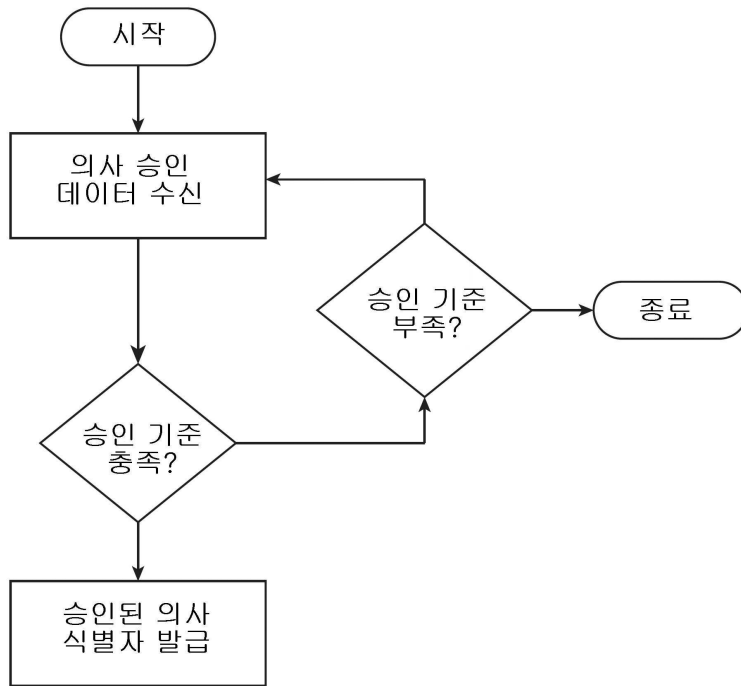 시작
의사 승인
데이터 수신
승인 기준
부족?
종료
승인 기준
충족?
승인된 의사
식별자 발급